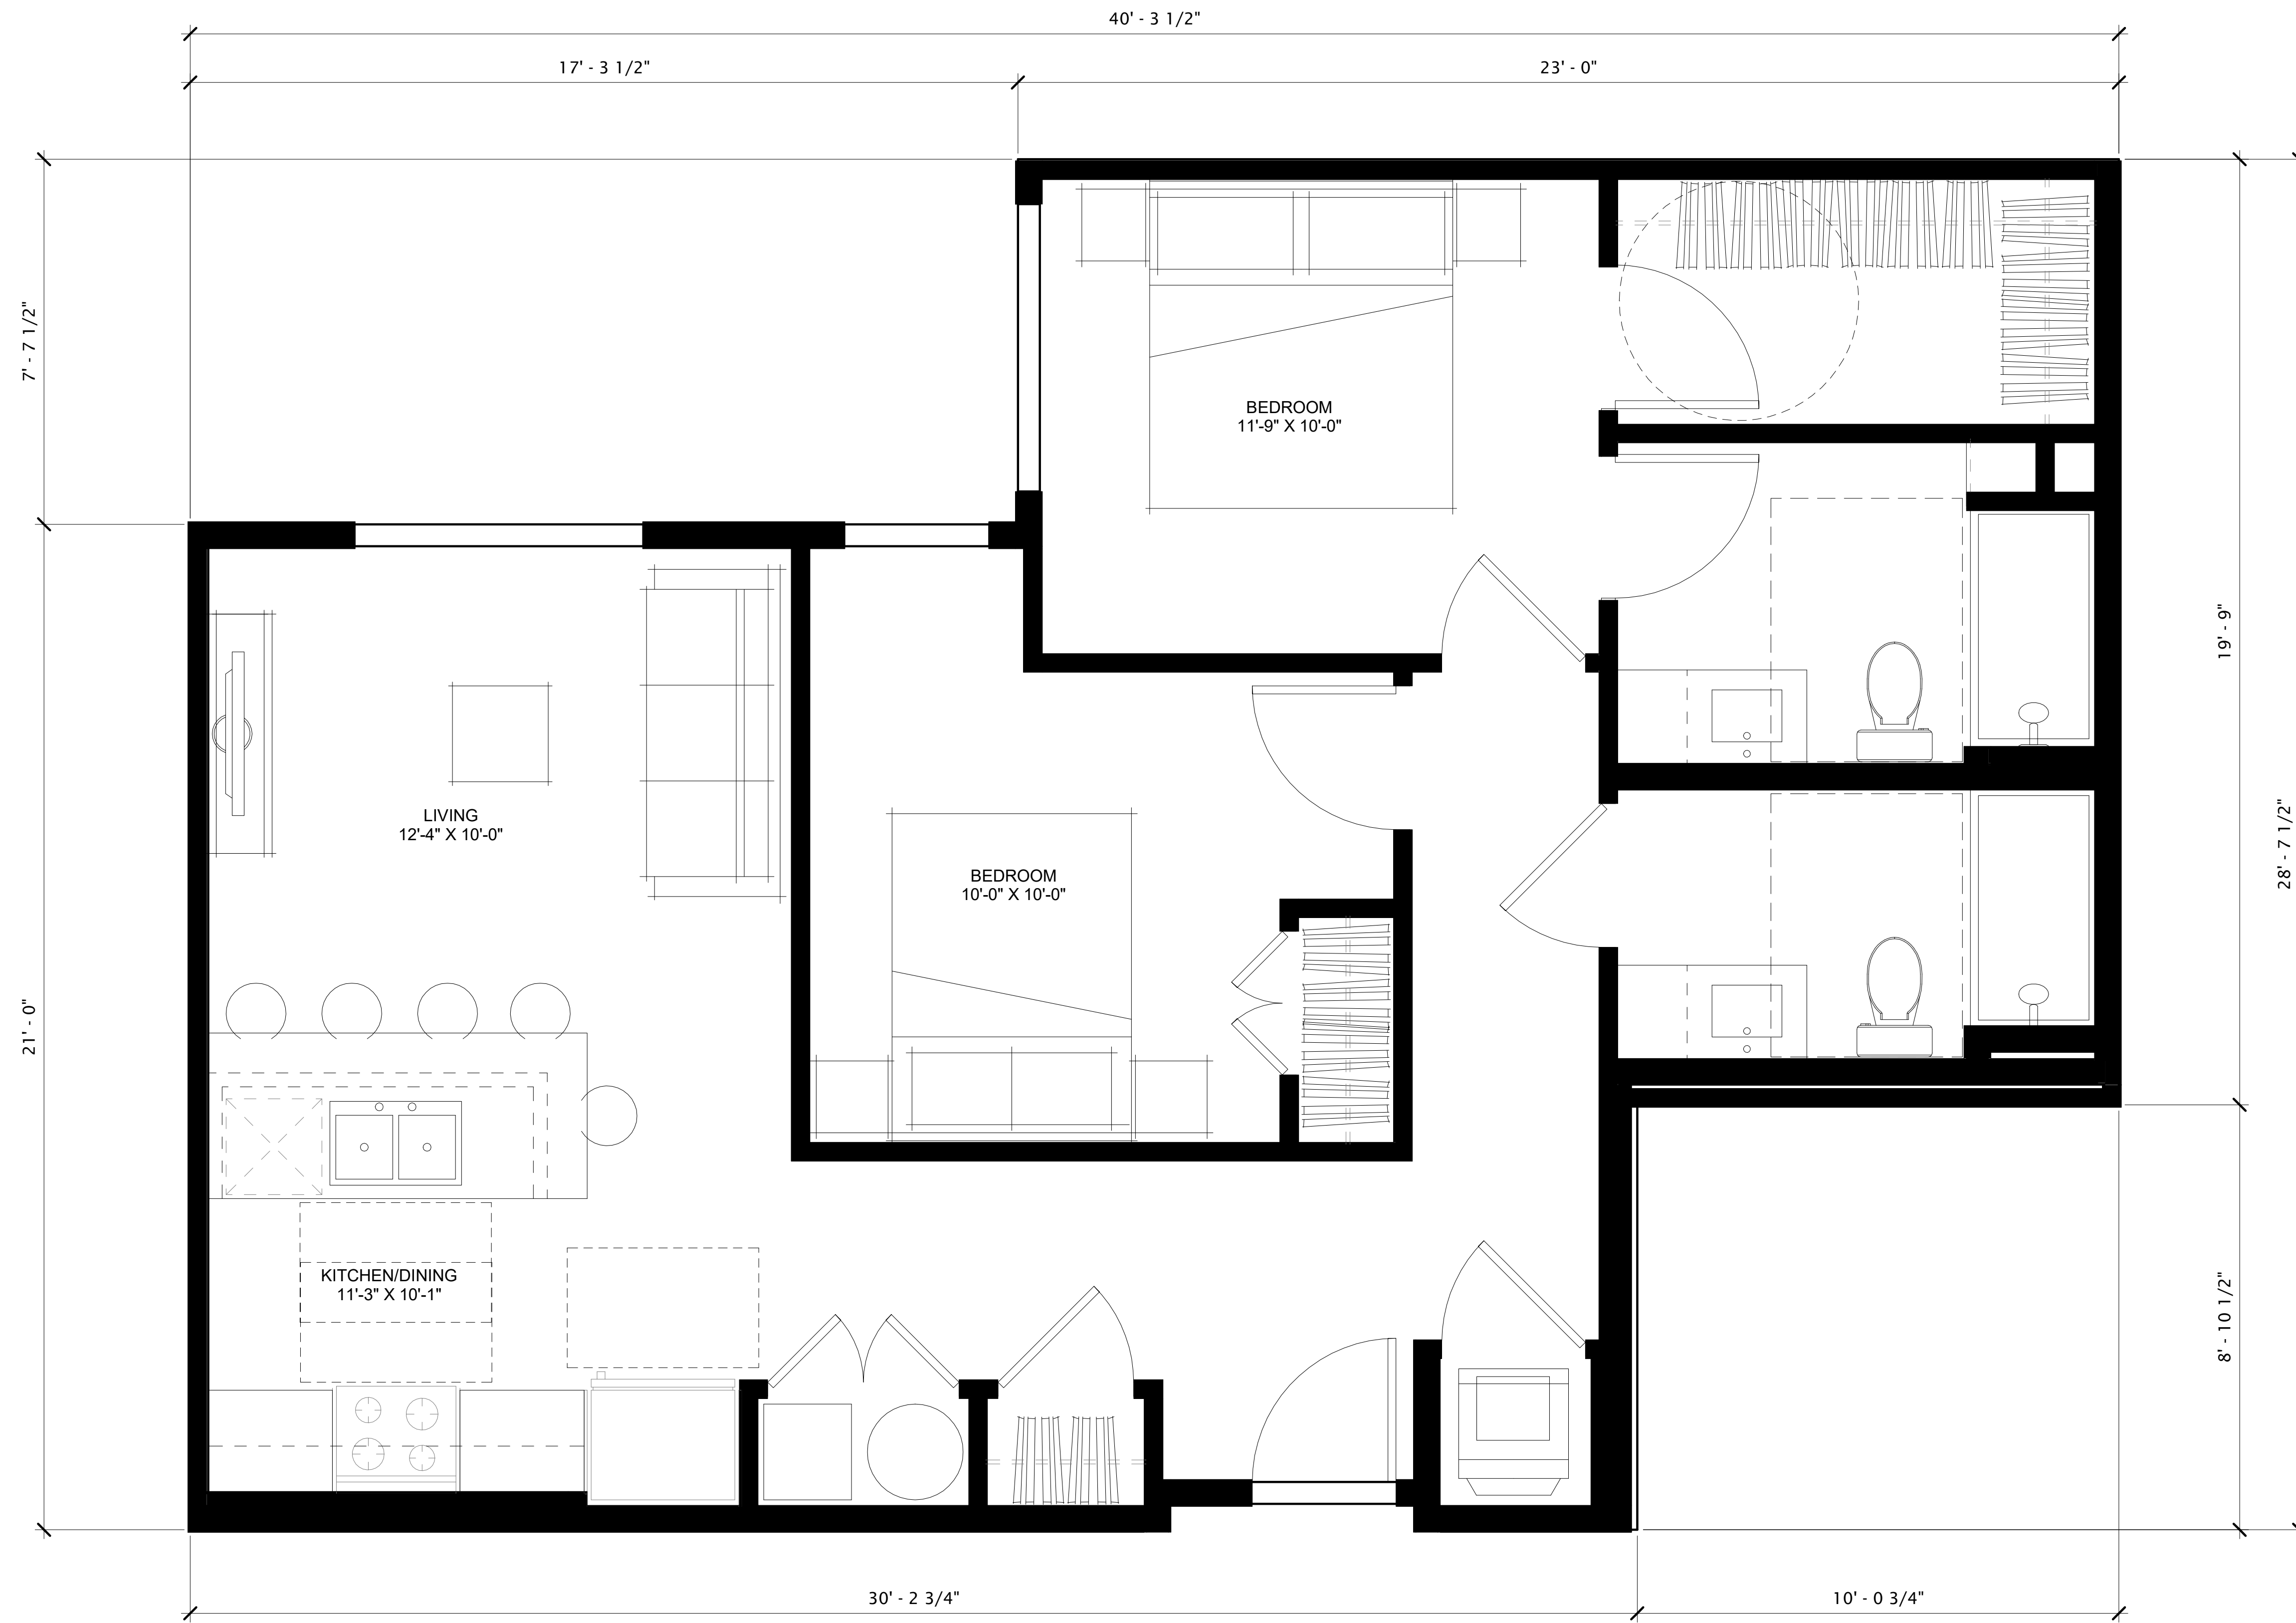 40' - 3 1/2"
17' - 3 1/2"
23' - 0"
7' - 7 1/2"
BEDROOM
11'-9" X 10'-0"
19' - 9"
28' - 7 1/2"
LIVING
12'-4" X 10'-0"
BEDROOM
10'-0" X 10'-0"
21' - 0"
KITCHEN/DINING
11'-3" X 10'-1"
8' - 10 1/2"
30' - 2 3/4"
10' - 0 3/4"